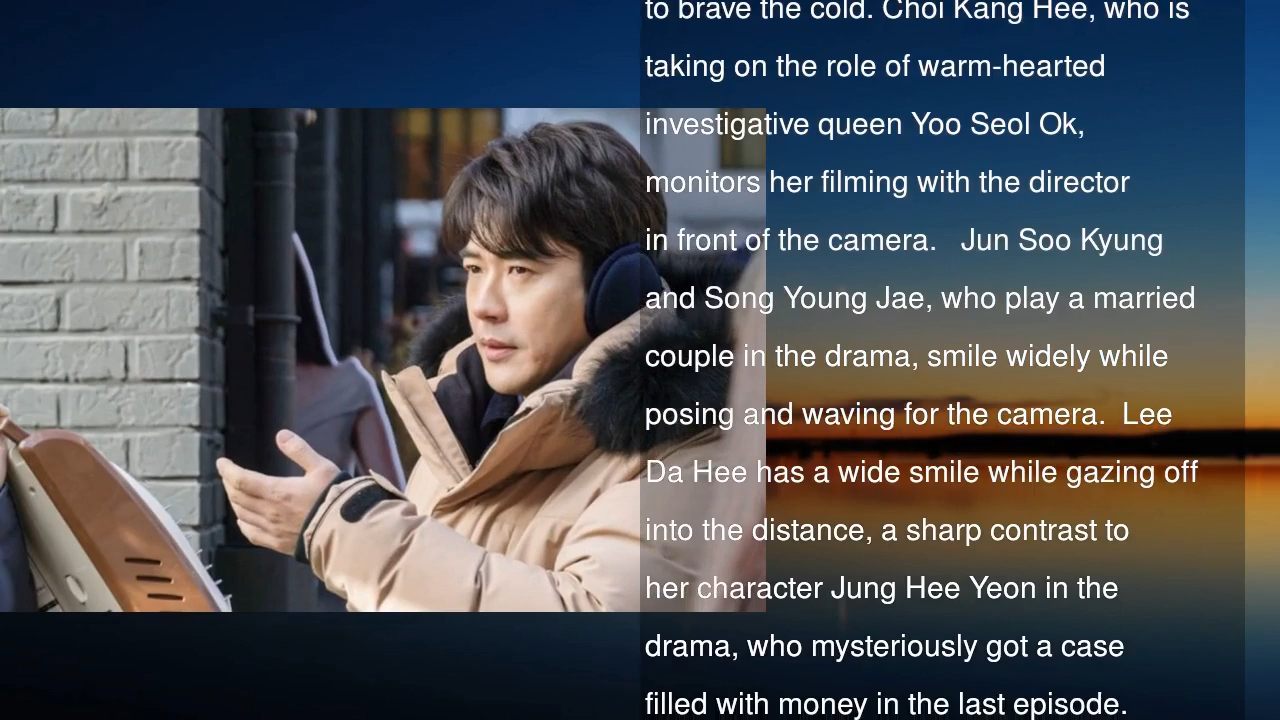 to brave the cold. Choi Kang Hee, who is
taking on the role of warm-hearted
investigative queen Yoo Seol Ok,
monitors her filming with the director
in front of the camera.   Jun Soo Kyung
and Song Young Jae, who play a married
couple in the drama, smile widely while
posing and waving for the camera.  Lee
Da Hee has a wide smile while gazing off
into the distance, a sharp contrast to
her character Jung Hee Yeon in the
drama, who mysteriously got a case
filled with money in the last episode.